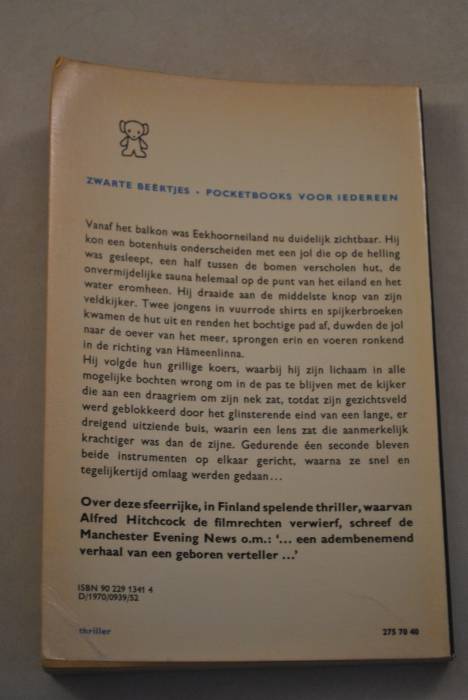 ZWARTE BEERTJES • POCKETBOOKS VOOR IEDEREEN
Vanaf het balkon was Eekhoorneiland nu duidelijk zichtbaar. Hij
kon een botenhuis onderscheiden met een jol die op de helling
was gesleept, een half tussen de bomen verscholen hut, de
onvermijdelijke sauna helemaal op de punt van het eiland en het
water eromheen. Hij draaide aan de middelste knop van zijn
veldkijker. Twee jongens in vuurrode shirts en spijkerbroeken
kwamen de hut uit en renden het bochtige pad af, duwden de jol
naar de oever van het meer, sprongen erin en voeren ronkend
in de richting van Hämeenlinna.
Hij volgde hun grillige koers, waarbij hij zijn lichaam in alle
mogelijke bochten wrong om in de pas te blijven met de kijker
die aan een draagriem om zijn nek zat, totdat zijn gezichtsveld
werd geblokkeerd door het glinsterende eind van een lange, er
dreigend uitziende buis, waarin een lens zat die aanmerkelijk
krachtiger was dan de zijne. Gedurende één seconde bleven
beide instrumenten op elkaar gericht, waarna ze snel en
tegelijkertijd omlaag werden gedaan...
Over deze sfeerrijke, in Finland spelende thriller, waarvan
Alfred Hitchcock de filmrechten verwierf, schreef de
Manchester Evening News o.m.: '... een adembenemend
verhaal van een geboren verteller ...'
ISBN 90 229 1341 4
D/1970/0939/52
thriller 275 70 40